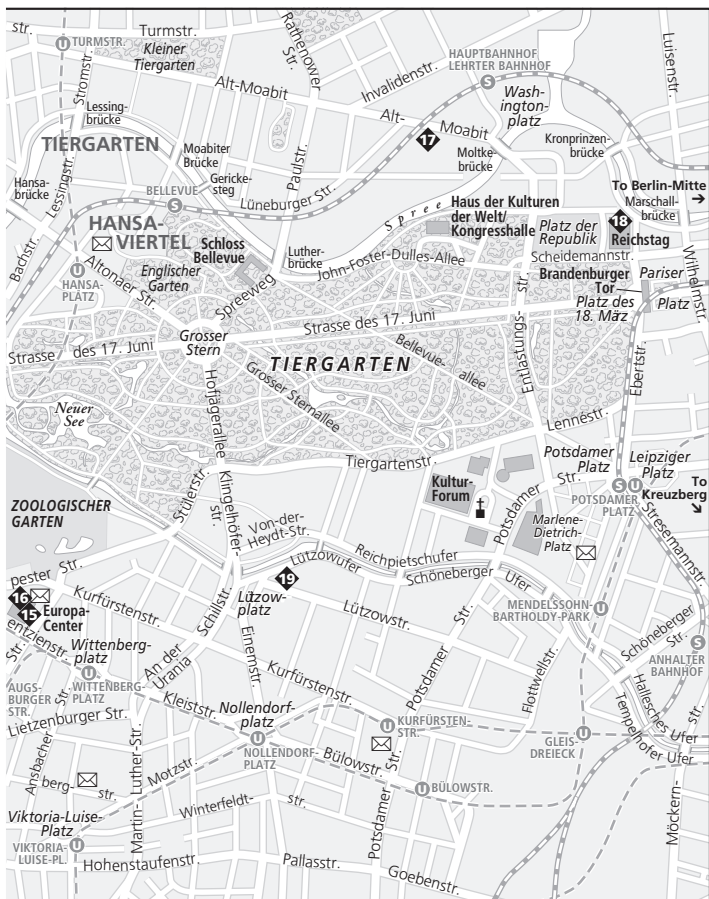 str.
Turmstr.
U TURMSTR.
Kleiner
Tiergarten
Stromstr.
Rathenower
Str.
Invalidenstr.
HAUPTBAHNHOF
LEHRTER BAHNHOF
S
Luisenstr.
Alt-Moabit
Wash-
ington-
platz
Alt-
Moabit
17
Lessing-
brücke
TIERGARTEN
Moabiter
Brücke
Gericke-
steg
Paulstr.
Moltke-
brücke
Kronprinzen-
brücke
Hansa-
brücke
Lessingstr.
BELLEVUE
S
Lüneburger Str.
To Berlin-Mitte
→
Marschall-
brücke
HANSA-
VIERTEL
Bachstr.
Schloss
Bellevue
Spree
Haus der Kulturen
der Welt/
Kongresshalle
Platz der
Republik
18
Reichstag
Scheidemannstr.
Wilhelmstr.
U
HANSA-
PLATZ
Altonaer Str.
Englischer
Garten
Spreeweg
Luther-
brücke
John-Foster-Dulles-Allee
Brandenburger
Tor
Platz des
18. März
Pariser
Platz
Strasse des 17. Juni
Strasse des 17. Juni
Grosser
Stern
TIERGARTEN
Bellevue-
allee
Entlastungs-
str.
Ebertstr.
Grosser Sternallee
Hofjägerallee
Neuer
See
Lennéstr.
Tiergartenstr.
Potsdamer
Platz
Leipziger
Platz
S U
POTSDAMER
PLATZ
To
Kreuzberg
↘
Kultur-
Forum
Potsdamer
Str.
Marlene-
Dietrich-
Platz
Stresemannstr.
ZOOLOGISCHER
GARTEN
Stülerstr.
Klingelhöfer-
str.
Von-der-
Heydt-Str.
Lützowufer
Reichpietschufer
Schöneberger
Ufer
pester Str.
16
15
Europa-
Center
Kurfürstenstr.
Schillstr.
19
Lüzow-
platz
Lützowstr.
Potsdamer
Str.
MENDELSSOHN-
BARTHOLDY-PARK
U
Schöneberger
Str.
S
ANHALTER
BAHNHOF
entzienstr.
Str.
Wittenberg-
platz
U
WITTENBERG-
PLATZ
An der
Urania
Einemstr.
Kurfürstenstr.
Flottwellstr.
Hallesches Ufer
Tempelhofer Ufer
str.
AUGS-
BURGER
STR.
Lietzenburger Str.
Kleiststr.
Nollendorf-
platz
U
NOLLENDORF-
PLATZ
U KURFÜRSTEN-
STR.
U
GLEIS-
DREIECK
Ansbacher
Str.
Martin-Luther-Str.
Motzstr.
Bülowstr.
Potsdamer Str.
U BÜLOWSTR.
Möckern-
berg-
str.
Winterfeldt-
str.
Viktoria-Luise-
Platz
VIKTORIA-
LUISE-PL.
U
Hohenstaufenstr.
Pallasstr.
Goebenstr.